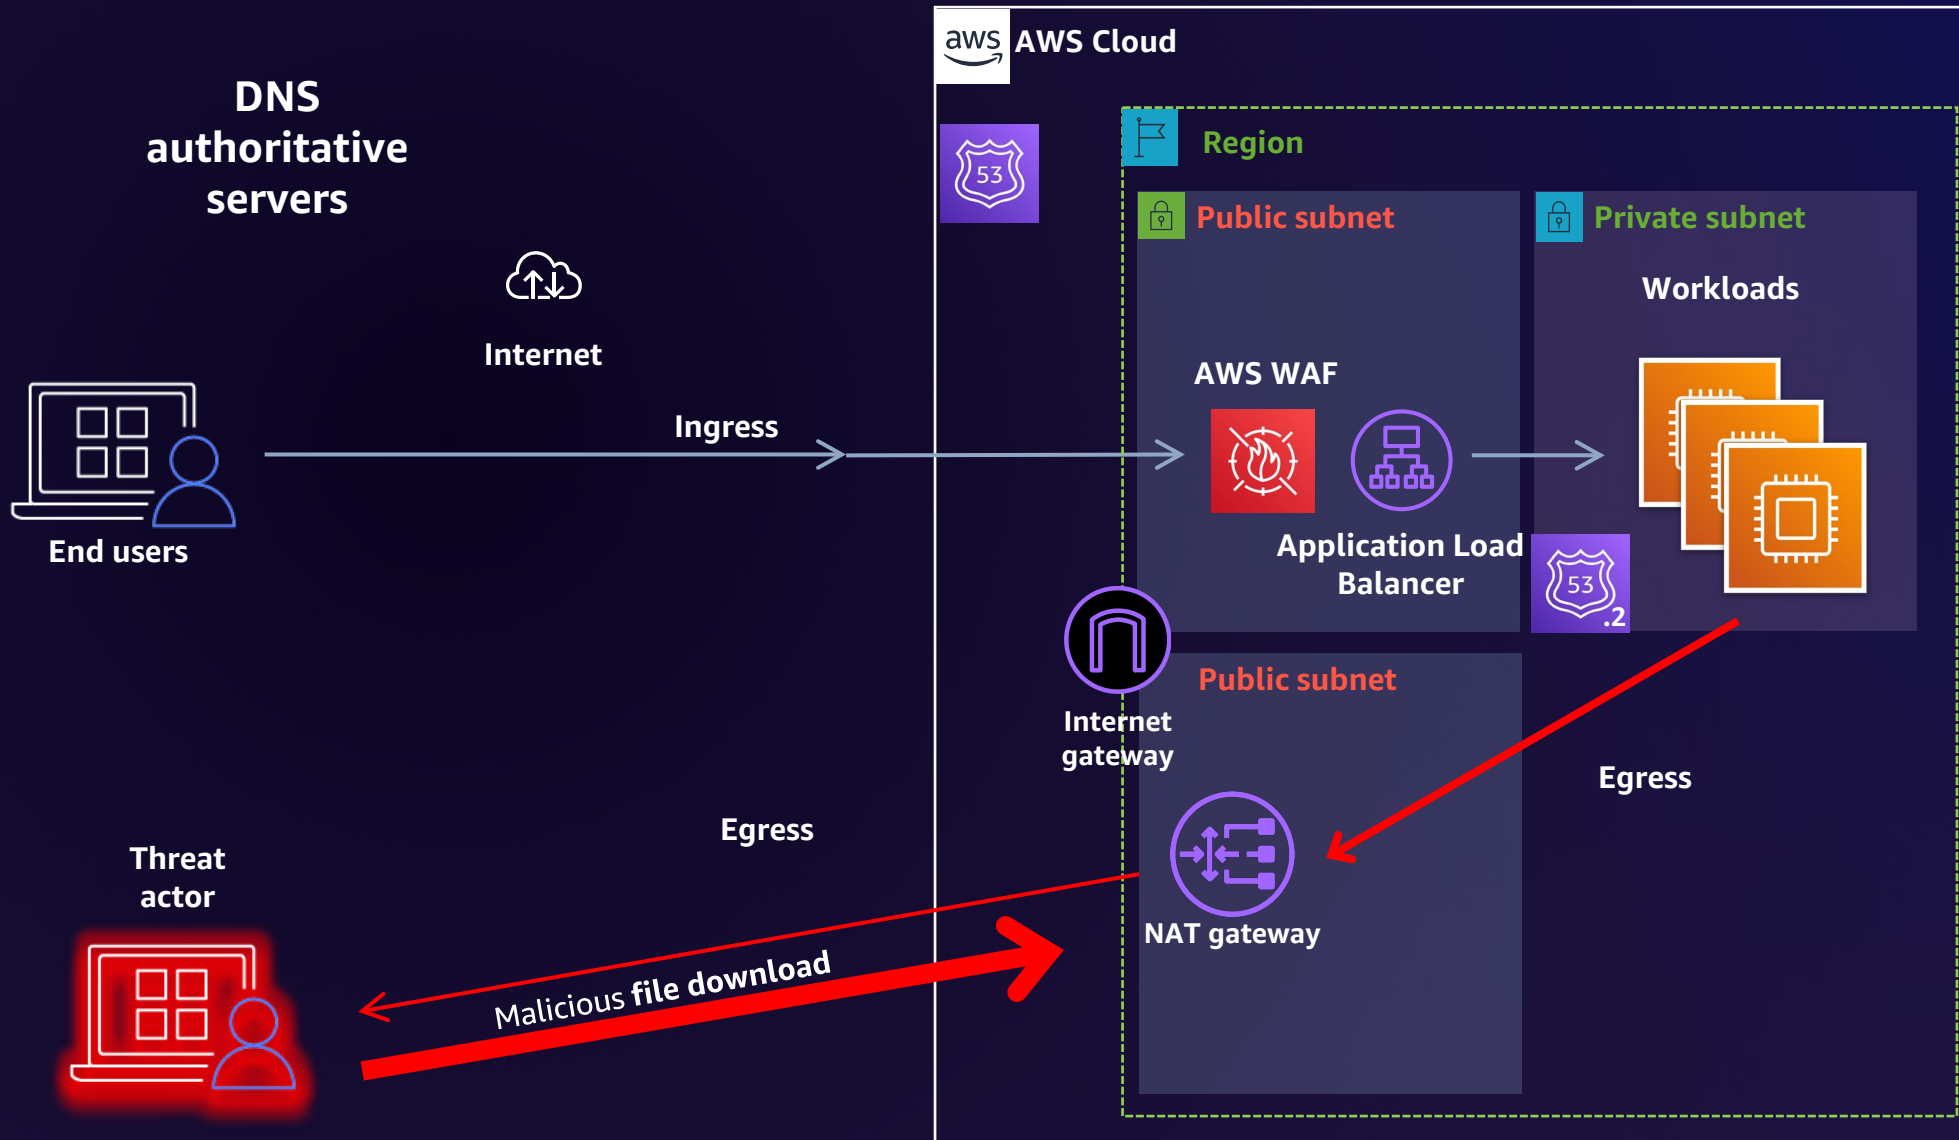 aws
AWS Cloud
DNS
authoritative
servers
53
Region
Public subnet
Private subnet
Workloads
Internet
AWS WAF
Ingress
End users
Application Load
Balancer
53
.2
Public subnet
Internet
gateway
Egress
Egress
Threat
actor
NAT gateway
Malicious file download